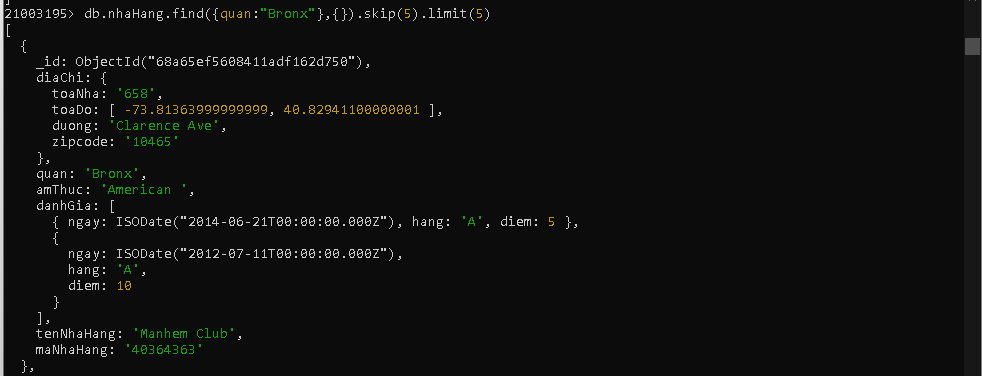 21003195> db.nhaHang.find({quan:"Bronx"},{}).skip(5).limit(5)
[
  {
    _id: ObjectId("68a65ef5608411adf162d750"),
    diaChi: {
      toaNha: '658',
      toaDo: [ -73.81363999999999, 40.82941100000001 ],
      duong: 'Clarence Ave',
      zipcode: '10465'
    },
    quan: 'Bronx',
    amThuc: 'American ',
    danhGia: [
      { ngay: ISODate("2014-06-21T00:00:00.000Z"), hang: 'A', diem: 5 },
      {
        ngay: ISODate("2012-07-11T00:00:00.000Z"),
        hang: 'A',
        diem: 10
      }
    ],
    tenNhaHang: 'Manhem Club',
    maNhaHang: '40364363'
  },